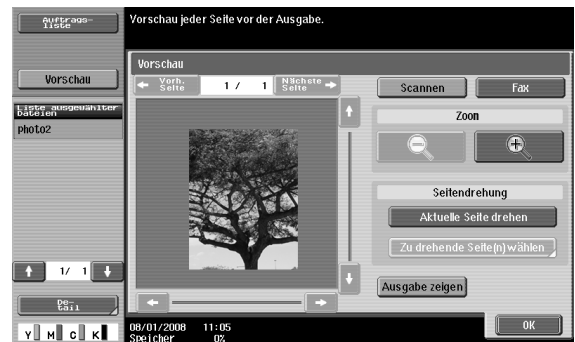 Auftrags-
liste
Vorschau jeder Seite vor der Ausgabe.
Vorschau
Liste ausgewählter
Dateien
photo2
1/ 1
De-
tail
Y M C K
Vorschau
Vorh.
Seite
1 / 1
Nächste
Seite
Scannen
Fax
Zoom
Seitendrehung
Aktuelle Seite drehen
Zu drehende Seite(n) wählen
Ausgabe zeigen
OK
08/01/2008 11:05
Speicher 0%